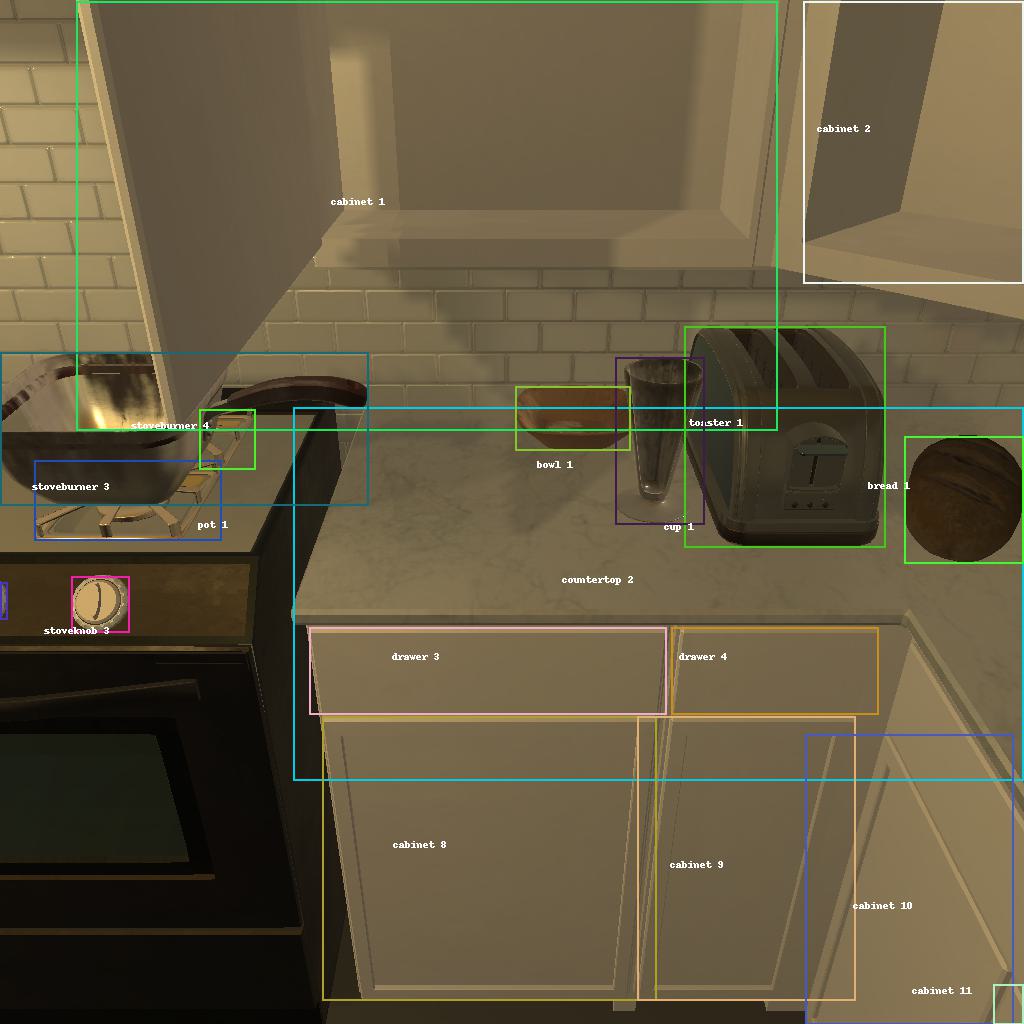 cabinet 2
cabinet 1
stoveburner 4
toaster 1
bowl 1
stoveburner 3
bread 1
pot 1
cup 1
countertop 2
stoveknob 3
drawer 3
drawer 4
cabinet 8
cabinet 9
cabinet 10
cabinet 11